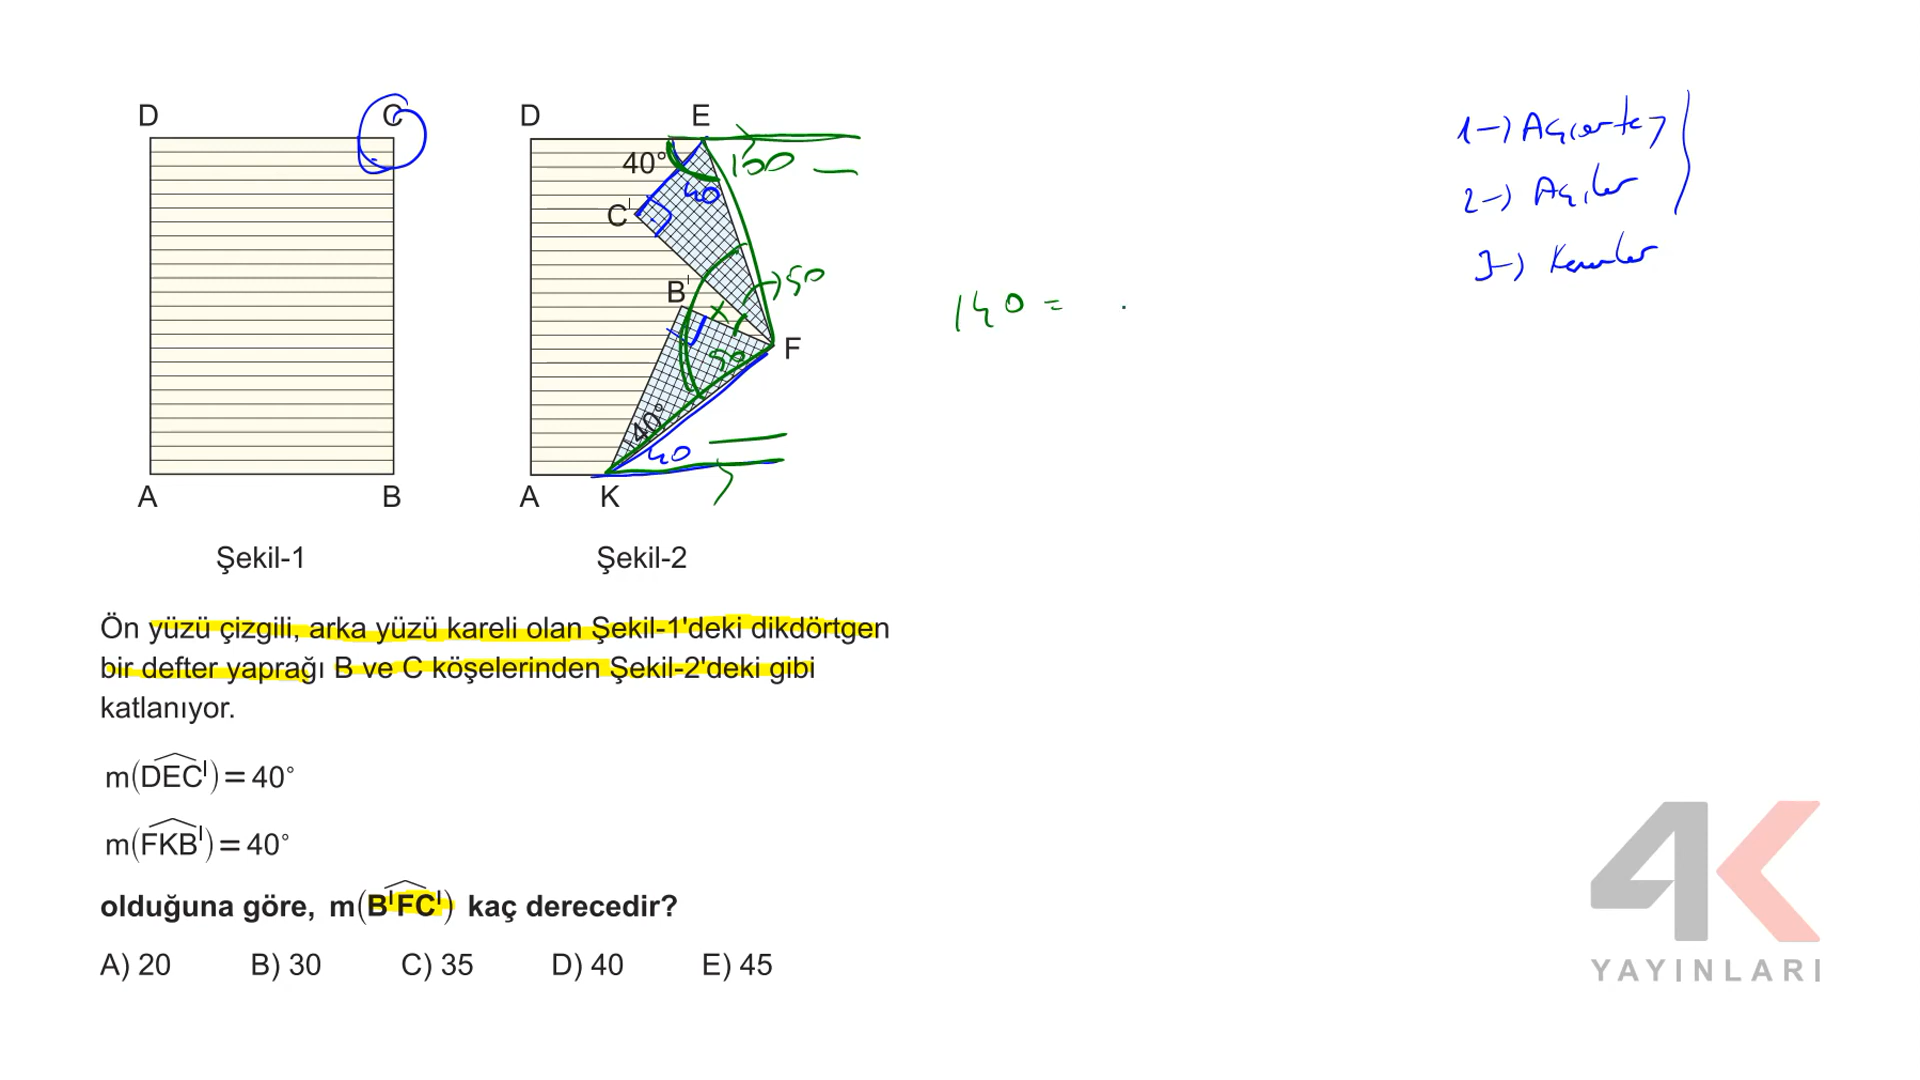 D
C
D
E
40°
100
40
C'
B'
x
50
F
50
40°
40
A
B
A
K
Şekil-1
Şekil-2
140 =
1-) Açıortay
2-) Açılar
3-) Kenarlar
Ön yüzü çizgili, arka yüzü kareli olan Şekil-1'deki dikdörtgen
bir defter yaprağı B ve C köşelerinden Şekil-2'deki gibi
katlanıyor.
m(DEC') = 40°
m(FKB') = 40°
olduğuna göre, m(B'FC') kaç derecedir?
A) 20 B) 30 C) 35 D) 40 E) 45
4K
YAYINLARI